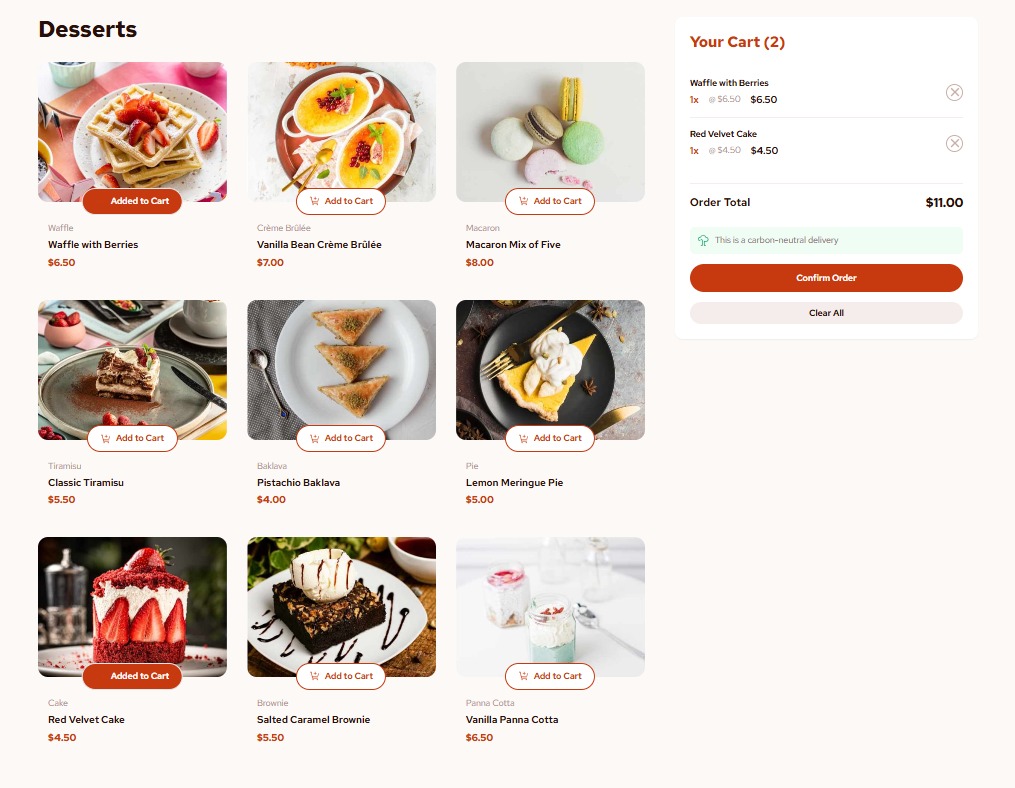 Desserts
Added to Cart
Waffle
Waffle with Berries
$6.50
Add to Cart
Crème Brûlée
Vanilla Bean Crème Brûlée
$7.00
Add to Cart
Macaron
Macaron Mix of Five
$8.00
Add to Cart
Tiramisu
Classic Tiramisu
$5.50
Add to Cart
Baklava
Pistachio Baklava
$4.00
Add to Cart
Pie
Lemon Meringue Pie
$5.00
Added to Cart
Cake
Red Velvet Cake
$4.50
Add to Cart
Brownie
Salted Caramel Brownie
$5.50
Add to Cart
Panna Cotta
Vanilla Panna Cotta
$6.50
Your Cart (2)
Waffle with Berries
1x @ $6.50 $6.50
Red Velvet Cake
1x @ $4.50 $4.50
Order Total $11.00
This is a carbon-neutral delivery
Confirm Order
Clear All